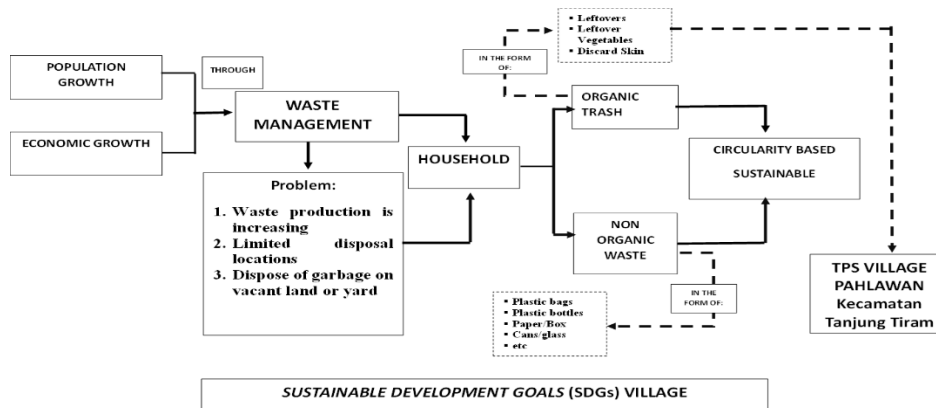 POPULATION
GROWTH
ECONOMIC GROWTH
THROUGH
WASTE
MANAGEMENT
Problem:
1. Waste production is
increasing
2. Limited disposal
locations
3. Dispose of garbage on
vacant land or yard
HOUSEHOLD
IN THE FORM
OF:
▪ Leftovers
▪ Leftover
Vegetables
▪ Discard Skin
ORGANIC
TRASH
NON
ORGANIC
WASTE
IN THE
FORM OF:
▪ Plastic bags
▪ Plastic bottles
▪ Paper/Box
▪ Cans/glass
▪ etc
CIRCULARITY BASED
SUSTAINABLE
TPS VILLAGE
PAHLAWAN
Kecamatan
Tanjung Tiram
SUSTAINABLE DEVELOPMENT GOALS (SDGs) VILLAGE